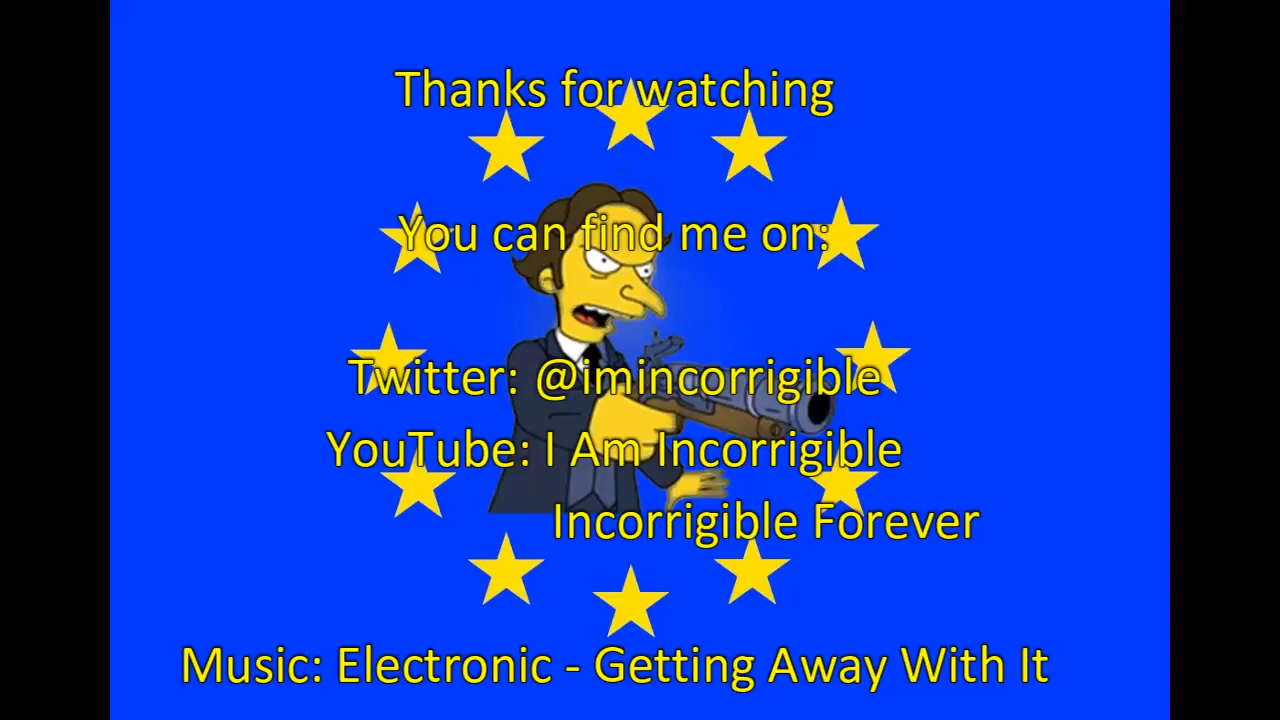 Thanks for watching
You can find me on:
Twitter: @imincorrigible
YouTube: I Am Incorrigible
Incorrigible Forever
Music: Electronic - Getting Away With It